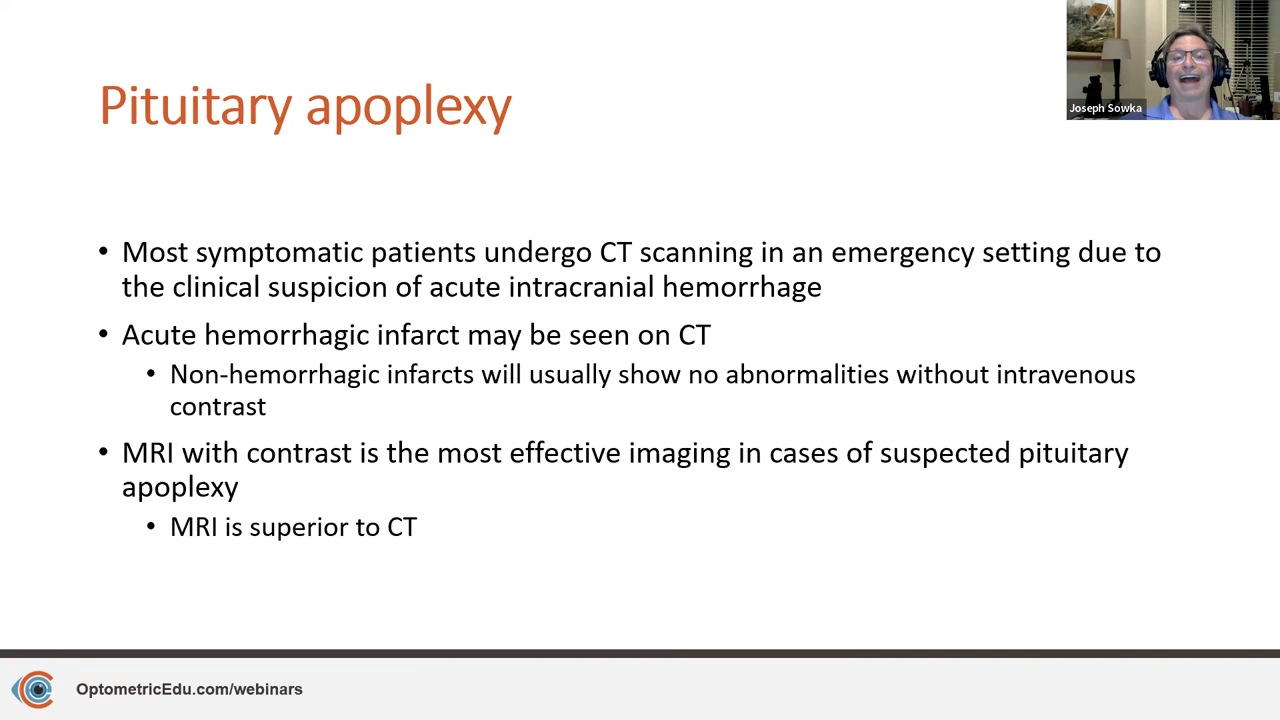 Joseph Sowka
Pituitary apoplexy
• Most symptomatic patients undergo CT scanning in an emergency setting due to
the clinical suspicion of acute intracranial hemorrhage
• Acute hemorrhagic infarct may be seen on CT
• Non-hemorrhagic infarcts will usually show no abnormalities without intravenous
contrast
• MRI with contrast is the most effective imaging in cases of suspected pituitary
apoplexy
• MRI is superior to CT
OptometricEdu.com/webinars